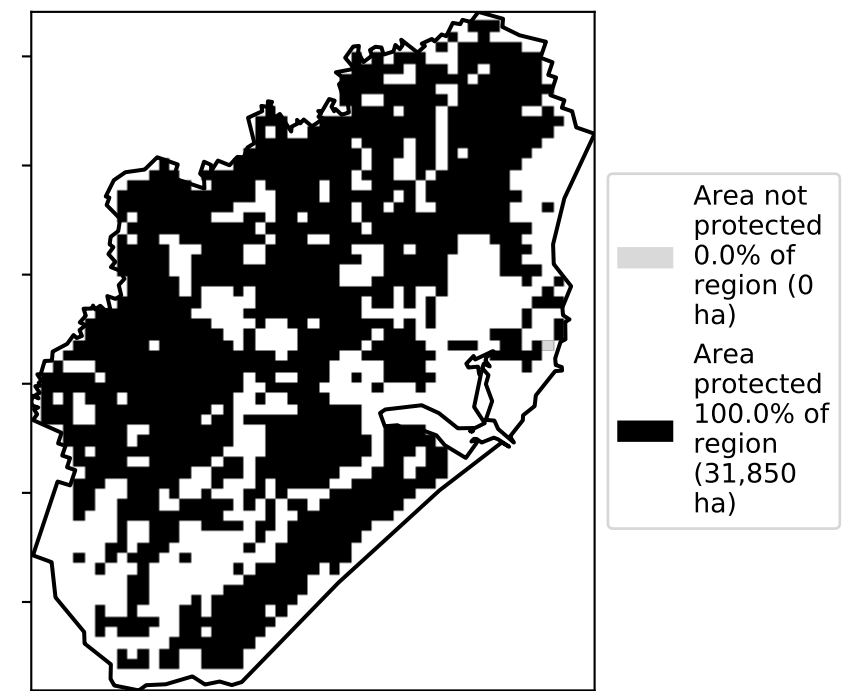 Area not
protected
0.0% of
region (0
ha)
Area
protected
100.0% of
region
(31,850
ha)